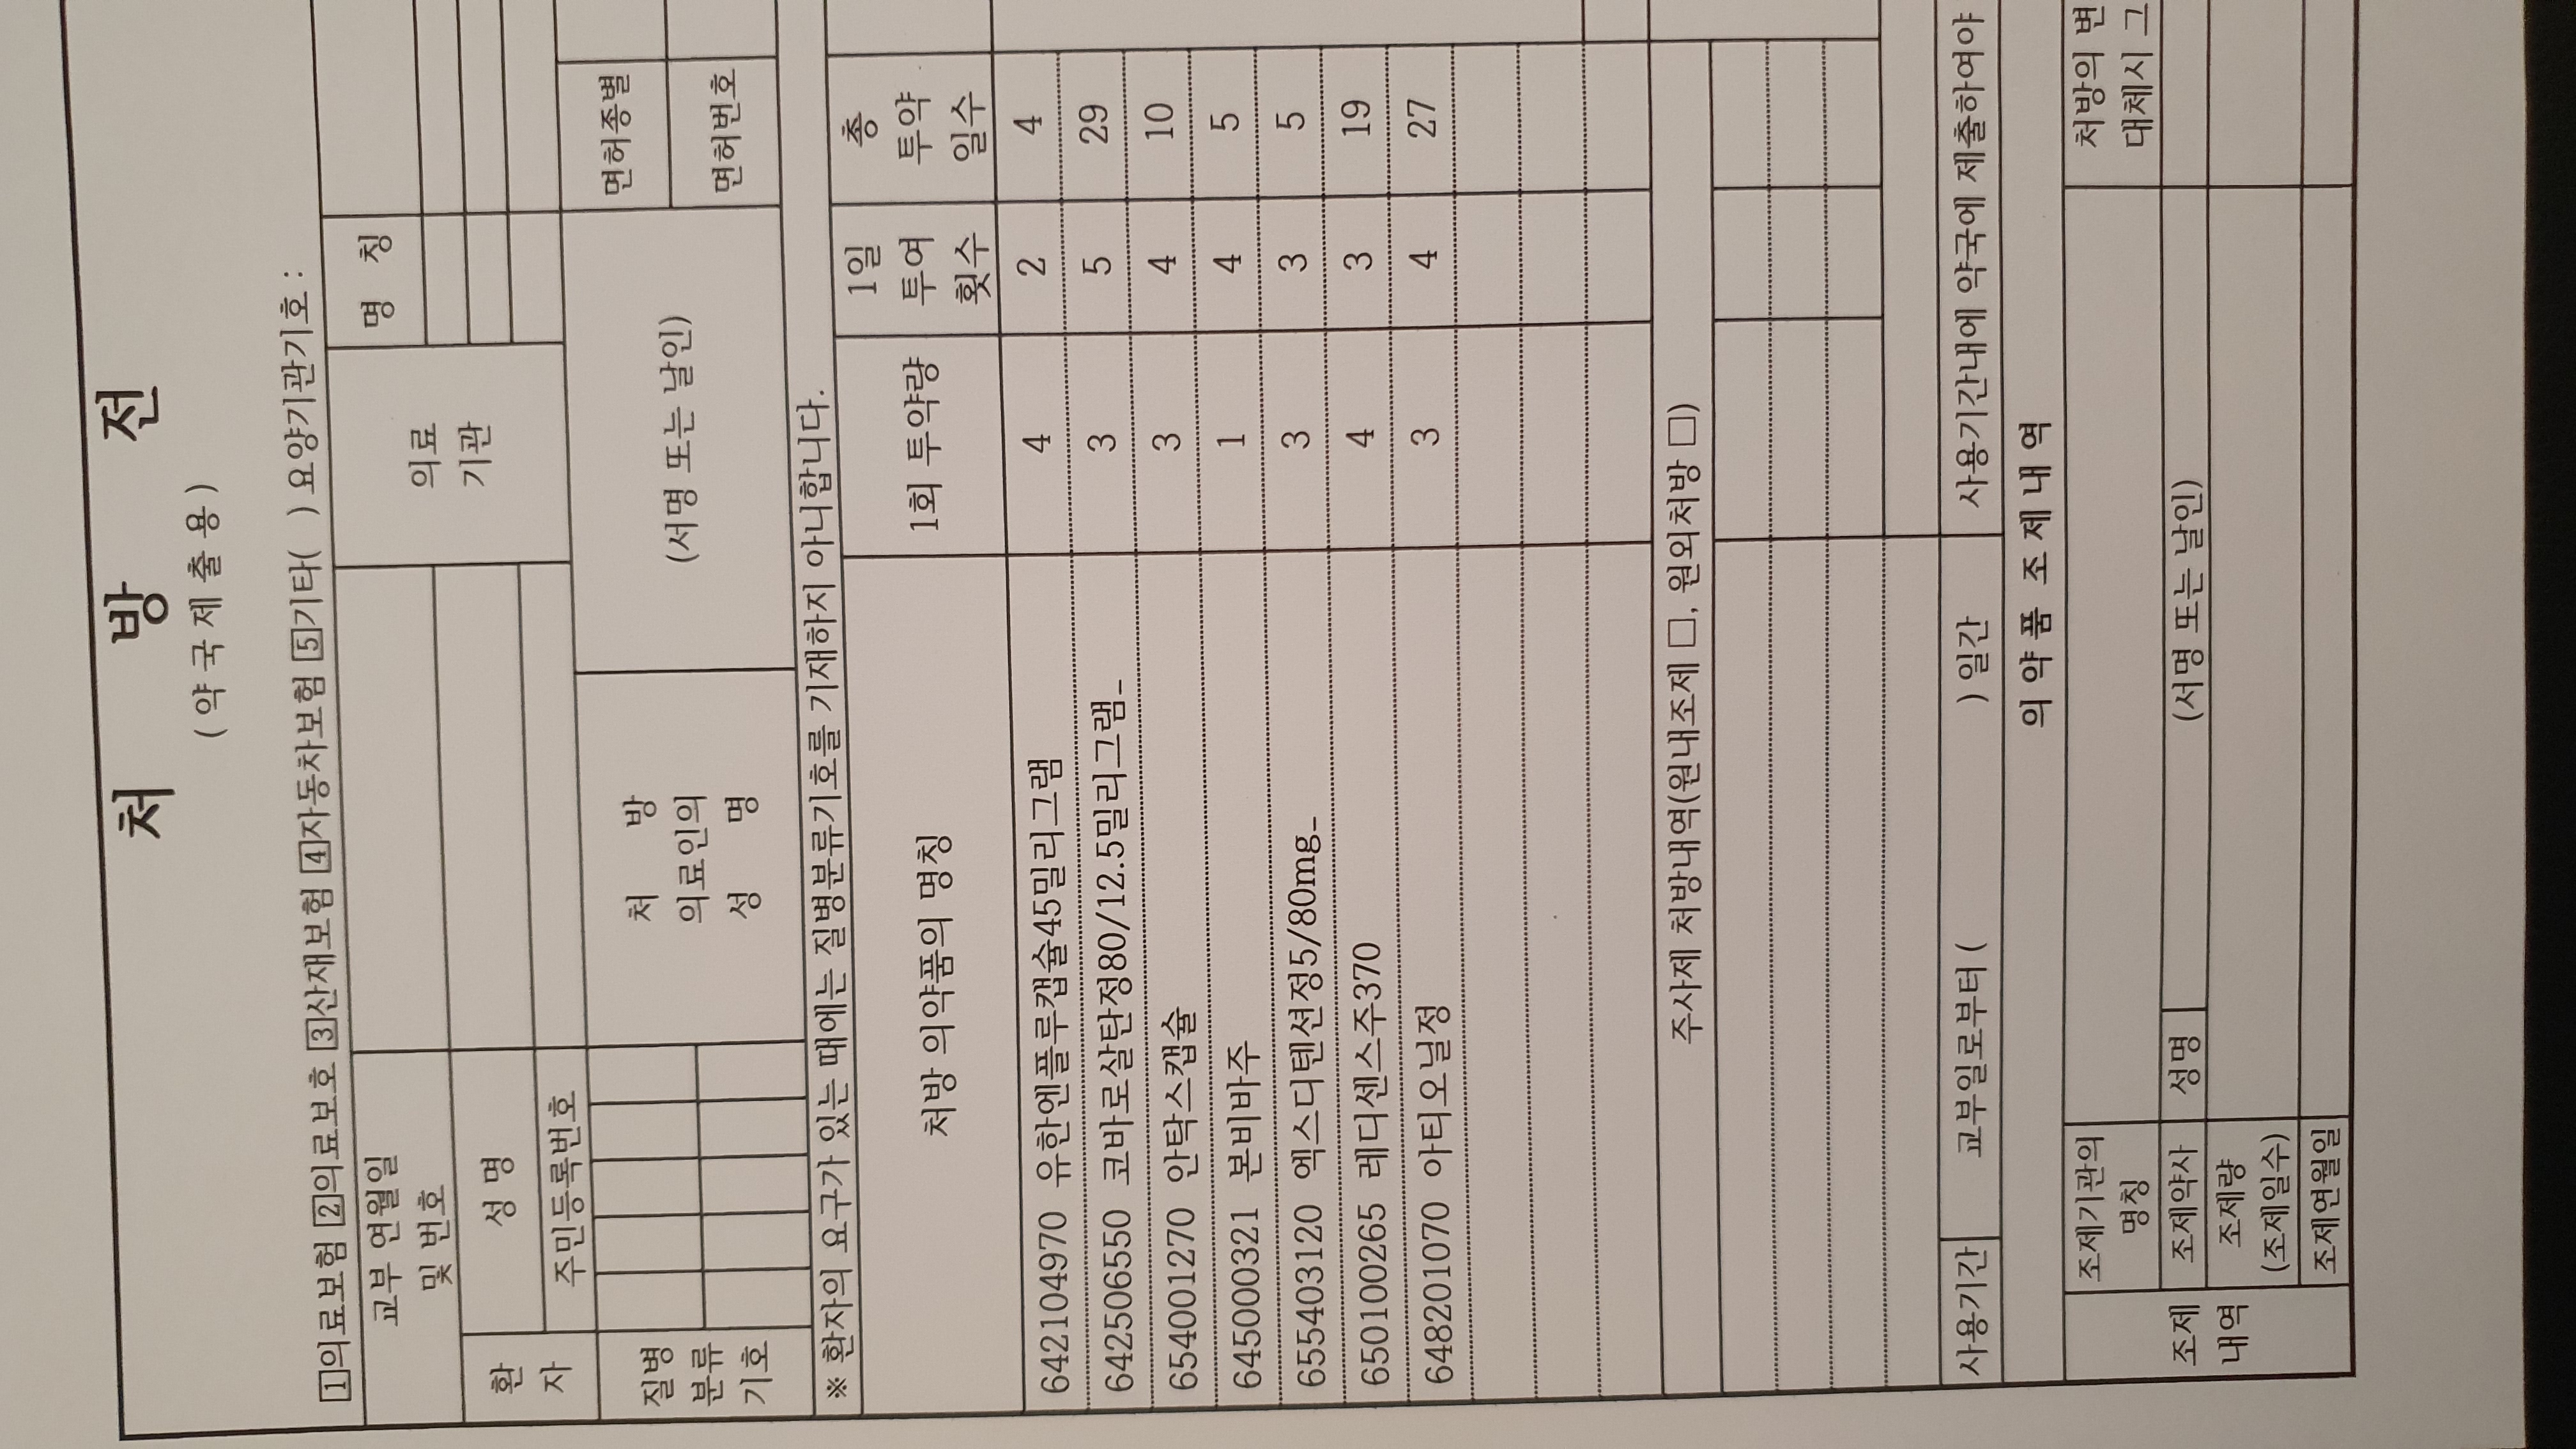 처 방 전
(약국제출용)
1의료보험 2의료보호 3산재보험 4자동차보험 5기타( ) 요양기관기호 :
교부 연월일
및 번호
의료
기관
명 칭
환
자
성 명
주민등록번호
질병
분류
기호
처 방
의료인의
성 명
(서명 또는 날인)
면허종별
면허번호
※ 환자의 요구가 있는 때에는 질병분류기호를 기재하지 아니합니다.
처방 의약품의 명칭
1회 투약량
1일
투여
횟수
총
투약
일수
642104970 유한엔플루캡슐45밀리그램 4 2 4
642506550 코바로살탄정80/12.5밀리그램_ 3 5 29
654001270 안탁스캡슐 3 4 10
645000321 본비바주 1 4 5
655403120 엑스디텐션정5/80mg_ 3 3 5
650100265 레디센스주370 4 3 19
648201070 아티오닐정 3 4 27
주사제 처방내역(원내조제 □, 원외처방 □)
사용기간 교부일로부터 ( ) 일간 사용기간내에 약국에 제출하여야
의 약 품 조 제 내 역
조제
내역
조제기관의
명칭
처방의 변
대체시 그
조제약사 성명 (서명 또는 날인)
조제량
(조제일수)
조제연월일